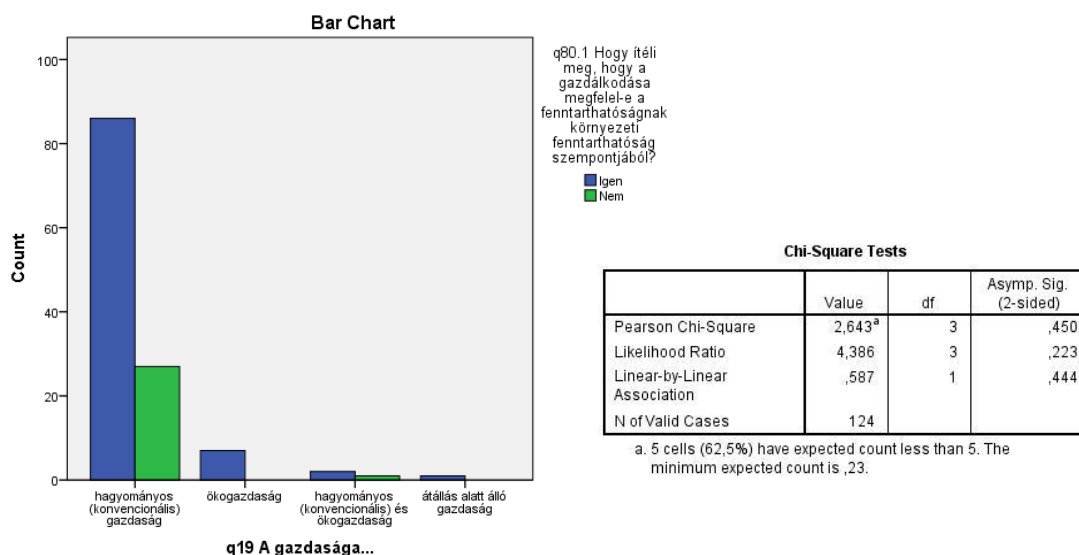 Bar Chart
100
80
60
40
20
0
Count
hagyományos
(konvencionális)
gazdaság
ökogazdaság
hagyományos
(konvencionális) és
ökogazdaság
átállás alatt álló
gazdaság
q19 A gazdasága...
q80.1 Hogy ítéli
meg, hogy a
gazdálkodása
megfelel-e a
fenntarthatóságnak
környezeti
fenntarthatóság
szempontjából?
Igen
Nem
Chi-Square Tests
Value df Asymp. Sig. (2-sided)
Pearson Chi-Square 2,643a 3 ,450
Likelihood Ratio 4,386 3 ,223
Linear-by-Linear Association ,587 1 ,444
N of Valid Cases 124
a. 5 cells (62,5%) have expected count less than 5. The
minimum expected count is ,23.